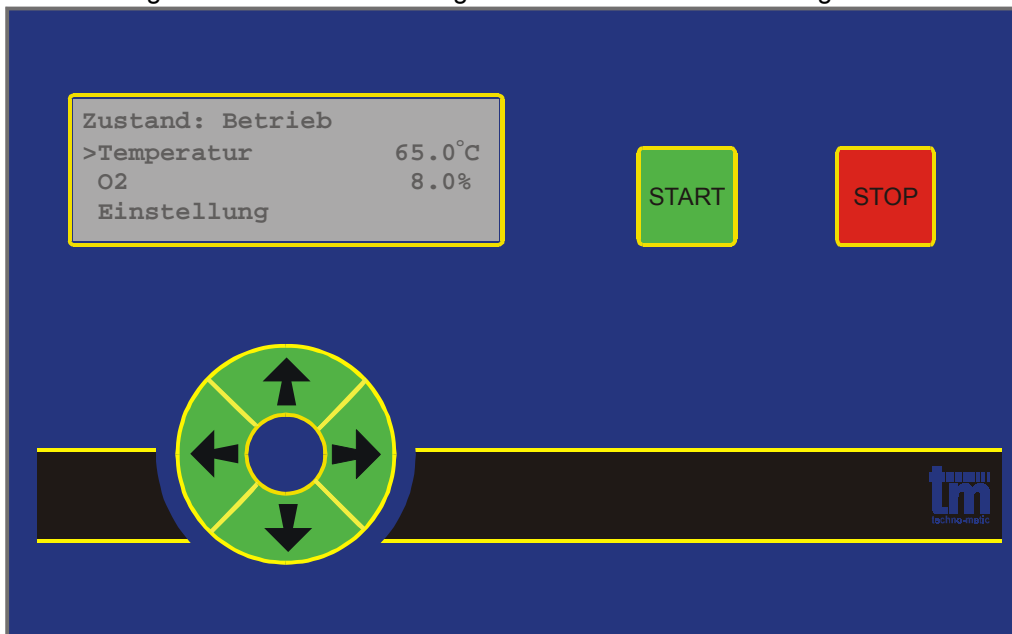 Zustand: Betrieb
>Temperatur 65.0°C
O2 8.0%
Einstellung
START
STOP
tm
techno-matic